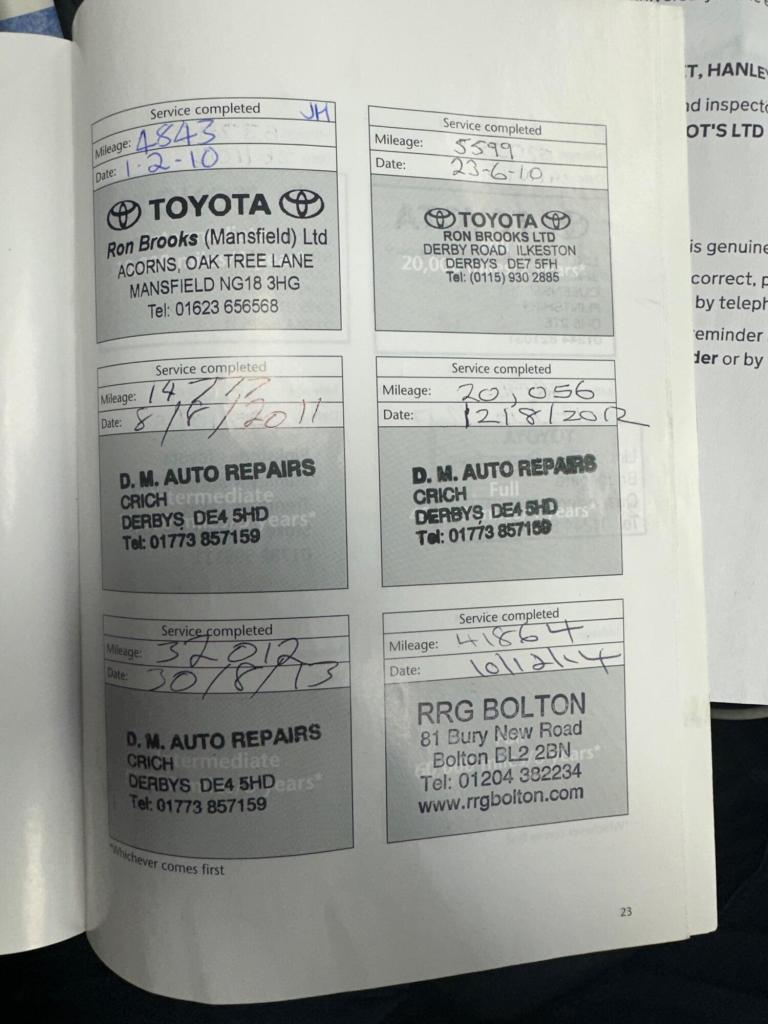 Service completed
JH
Mileage: 4843
Date: 1-2-10
TOYOTA
Ron Brooks (Mansfield) Ltd
ACORNS, OAK TREE LANE
MANSFIELD NG18 3HG
Tel: 01623 656568
Service completed
Mileage: 5599
Date: 23-6-10
TOYOTA
RON BROOKS LTD
DERBY ROAD ILKESTON
DERBYS DE7 5FH
Tel: (0115) 930 2885
Service completed
Mileage: 14,777
Date: 8/8/2011
D. M. AUTO REPAIRS
CRICH
DERBYS DE4 5HD
Tel: 01773 857159
Service completed
Mileage: 20,056
Date: 12/8/2012
D. M. AUTO REPAIRS
CRICH
DERBYS DE4 5HD
Tel: 01773 857159
Service completed
Mileage: 32012
Date: 30/8/13
D. M. AUTO REPAIRS
CRICH
DERBYS DE4 5HD
Tel: 01773 857159
Service completed
Mileage: 41864
Date: 10/12/14
RRG BOLTON
81 Bury New Road
Bolton BL2 2BN
Tel: 01204 382234
www.rrgbolton.com
*Whichever comes first
23
T, HANLE
nd inspect
OT'S LTD
is genuine
correct, p
by teleph
eminder
der or by